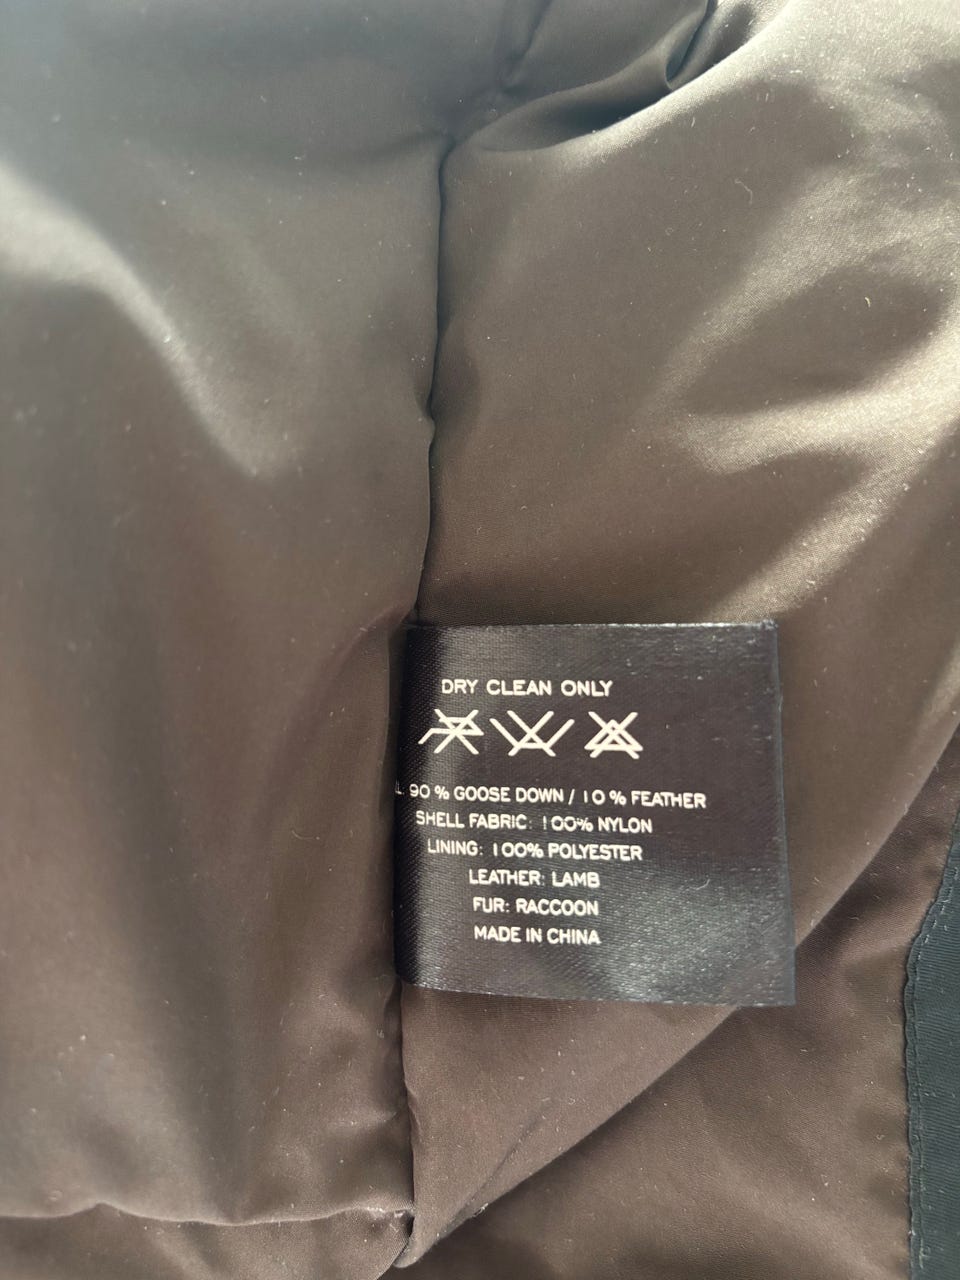 DRY CLEAN ONLY
90 % GOOSE DOWN / 10 % FEATHER
SHELL FABRIC: 100% NYLON
LINING: 100% POLYESTER
LEATHER: LAMB
FUR: RACCOON
MADE IN CHINA